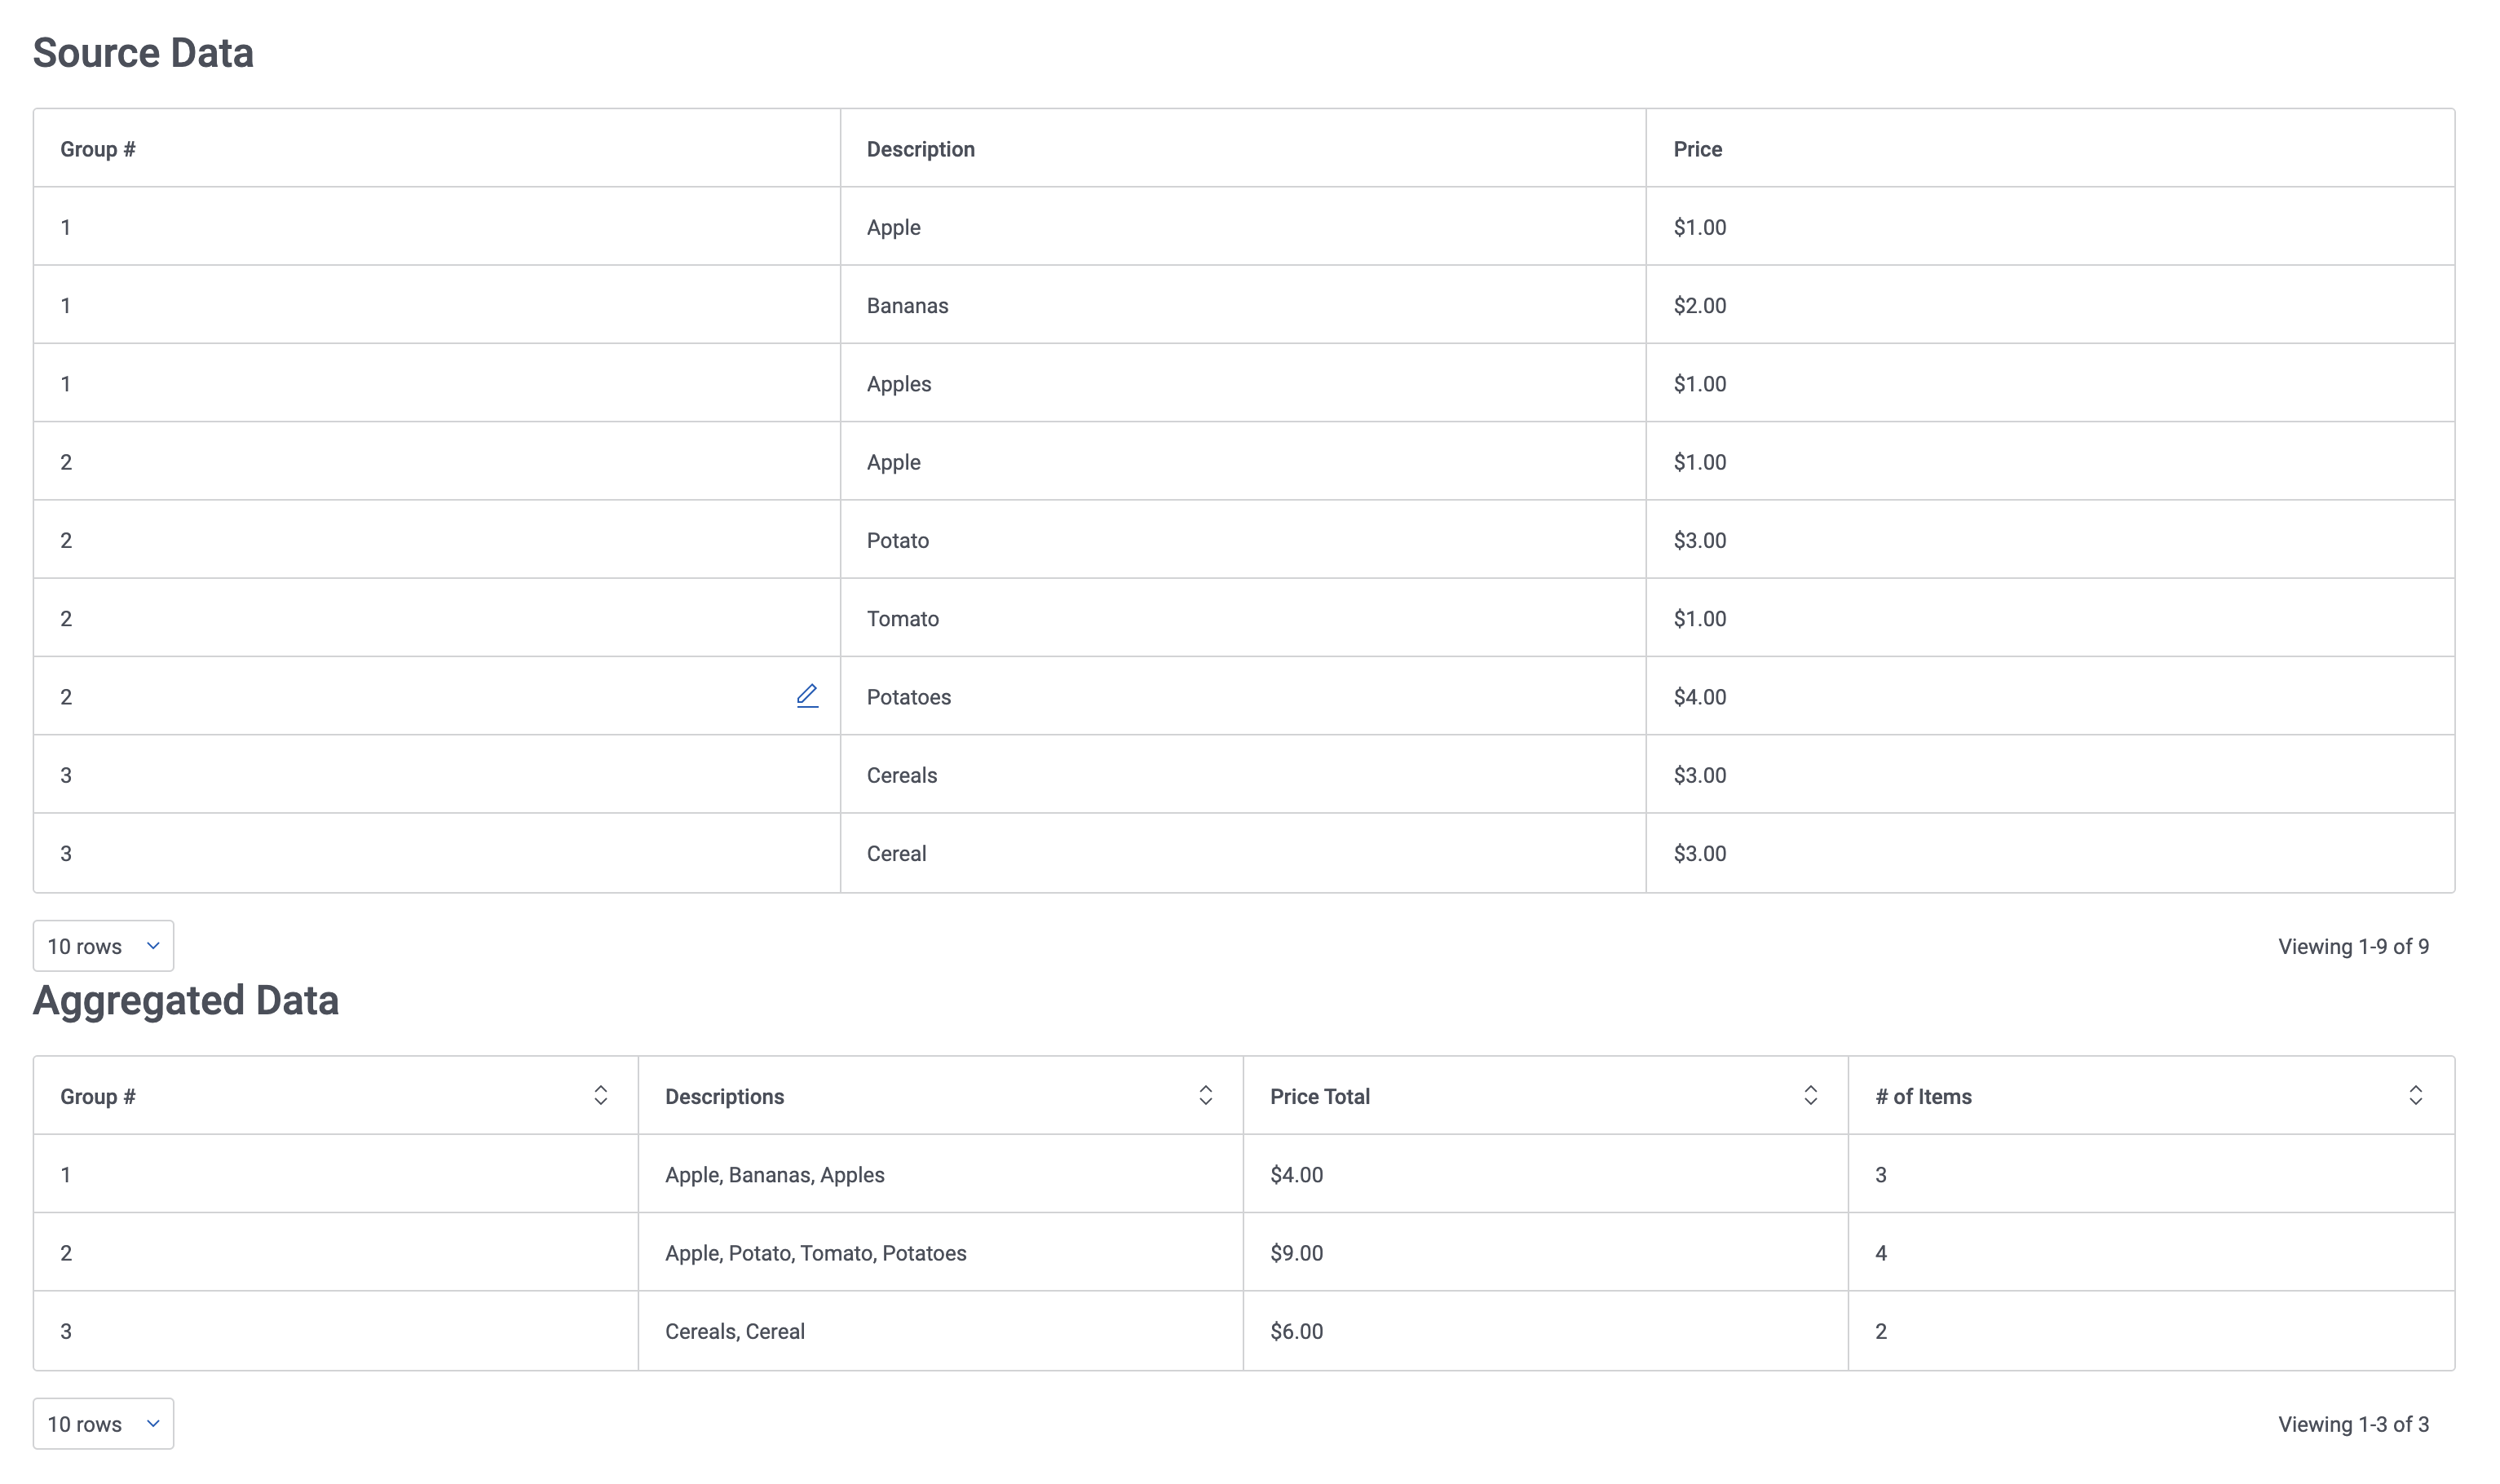 Source Data
Group # Description Price
1 Apple $1.00
1 Bananas $2.00
1 Apples $1.00
2 Apple $1.00
2 Potato $3.00
2 Tomato $1.00
2 Potatoes $4.00
3 Cereals $3.00
3 Cereal $3.00
10 rows Viewing 1-9 of 9
Aggregated Data
Group # Descriptions Price Total # of Items
1 Apple, Bananas, Apples $4.00 3
2 Apple, Potato, Tomato, Potatoes $9.00 4
3 Cereals, Cereal $6.00 2
10 rows Viewing 1-3 of 3